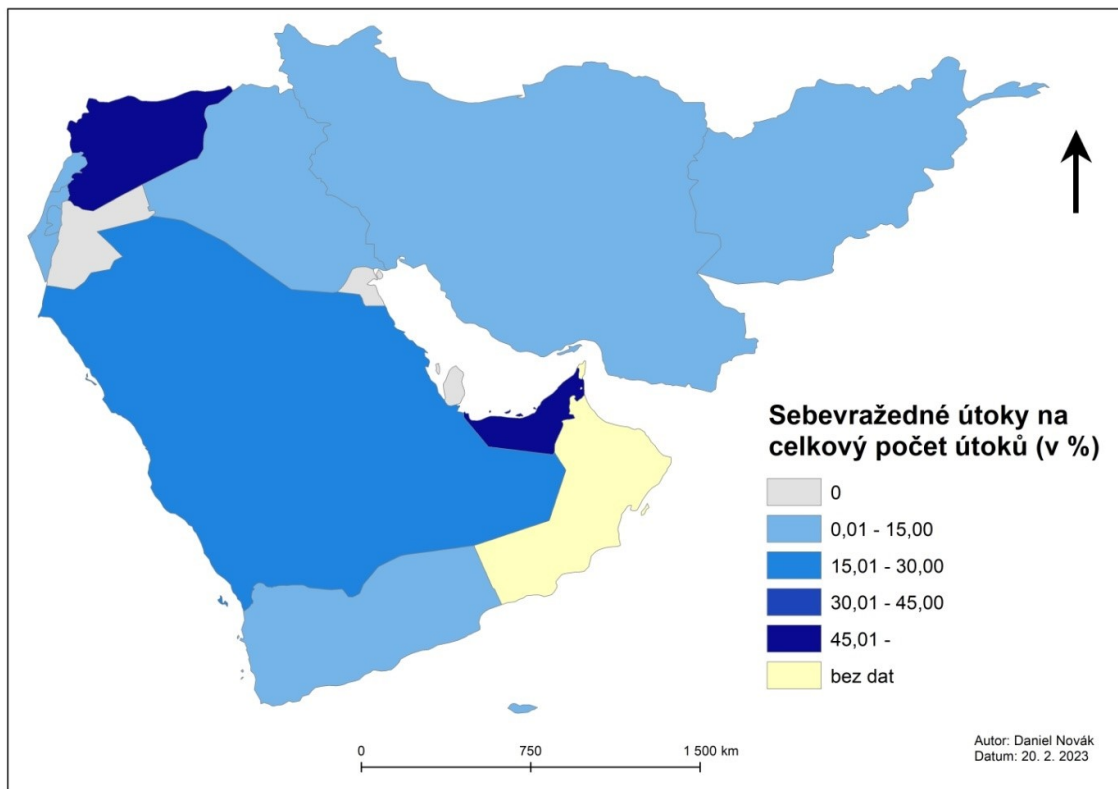 Sebevražedné útoky na
celkový počet útoků (v %)
0
0,01 - 15,00
15,01 - 30,00
30,01 - 45,00
45,01 -
bez dat
0 750 1 500 km
Autor: Daniel Novák
Datum: 20. 2. 2023